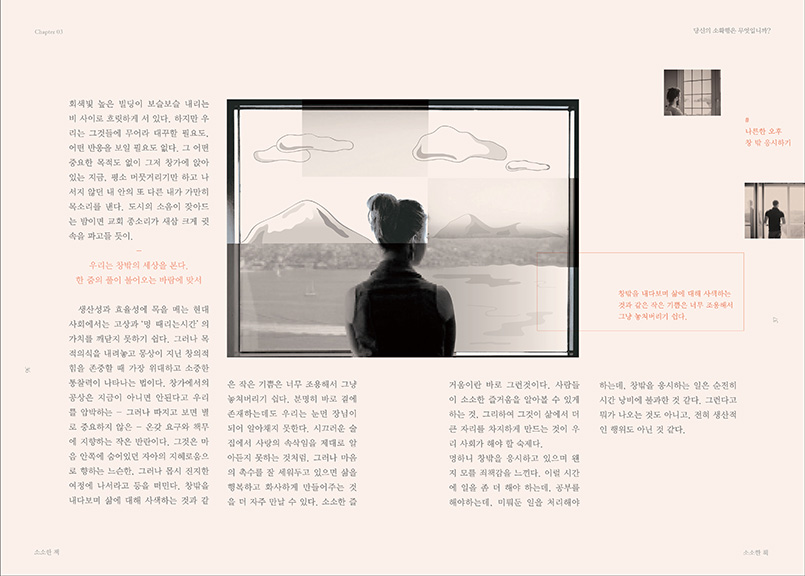 Chapter 03
당신의 소확행은 무엇입니까?
회색빛 높은 빌딩이 보슬보슬 내리는
비 사이로 흐릿하게 서 있다. 하지만 우
리는 그것들에 무어라 대꾸할 필요도,
어떤 반응을 보일 필요도 없다. 그 어떤
중요한 목적도 없이 그저 창가에 앉아
있는 지금, 평소 머뭇거리기만 하고 나
서지 않던 내 안의 또 다른 내가 가만히
목소리를 낸다. 도시의 소음이 잦아드
는 밤이면 교회 종소리가 새삼 크게 귓
속을 파고들 듯이.
우리는 창밖의 세상을 본다.
한 줌의 풀이 불어오는 바람에 맞서
생산성과 효율성에 목을 매는 현대
사회에서는 고상과 ‘멍 때리는시간’ 의
가치를 깨닫지 못하기 쉽다. 그러나 목
적의식을 내려놓고 몽상이 지닌 창의적
힘을 존중할 때 가장 위대하고 소중한
통찰력이 나타나는 법이다. 창가에서의
공상은 지금이 아니면 안된다고 우리
를 압박하는 – 그러나 따지고 보면 별
로 중요하지 않은 – 온갖 요구와 책무
에 지향하는 작은 반란이다. 그것은 마
음 안쪽에 숨어있던 자아의 지혜로움으
로 향하는 느슨한, 그러나 몹시 진지한
여정에 나서라고 등을 떠민다. 창밖을
내다보며 삶에 대해 사색하는 것과 같
은 작은 기쁨은 너무 조용해서 그냥
놓쳐버리기 쉽다. 분명히 바로 곁에
존재하는데도 우리는 눈먼 장님이
되어 알아채지 못한다. 시끄러운 술
집에서 사랑의 속삭임을 제대로 알
아듣지 못하는 것처럼, 그러나 마음
의 촉수를 잘 세워두고 있으면 삶을
행복하고 화사하게 만들어주는 것
을 더 자주 만날 수 있다. 소소한 즐
거움이란 바로 그런것이다. 사람들
이 소소한 즐거움을 알아볼 수 있게
하는 것, 그리하여 그것이 삶에서 더
큰 자리를 차지하게 만드는 것이 우
리 사회가 해야 할 숙제다.
멍하니 창밖을 응시하고 있으며 웬
지 모를 죄책감을 느낀다. 이럴 시간
에 일을 좀 더 해야 하는데, 공부를
해야하는데, 미뤄둔 일을 처리해야
하는데. 창밖을 응시하는 일은 순전히
시간 낭비에 불과한 것 같다. 그런다고
뭐가 나오는 것도 아니고, 전혀 생산적
인 행위도 아닌 것 같다.
#
나른한 오후
창 밖 응시하기
창밖을 내다보며 삶에 대해 사색하는
것과 같은 작은 기쁨은 너무 조용해서
그냥 놓쳐버리기 쉽다.
소소한 책
소소한 책